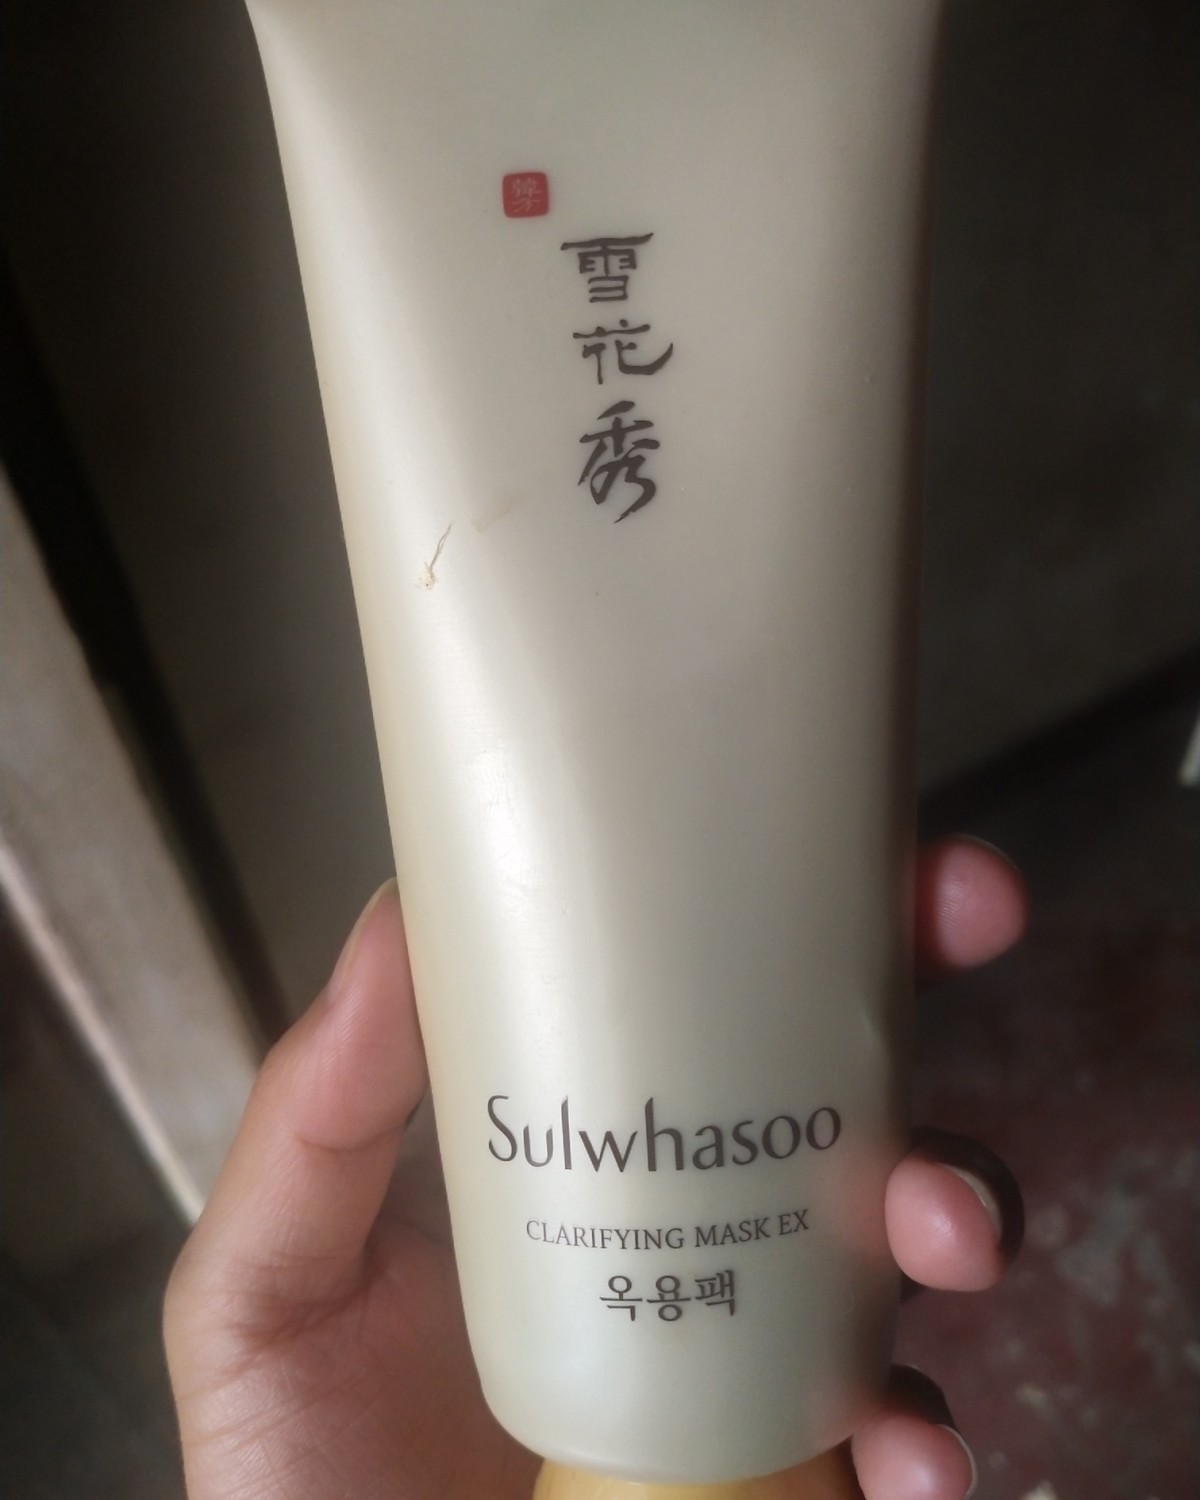 雪
花
秀
Sulwhasoo
CLARIFYING MASK EX
옥용팩